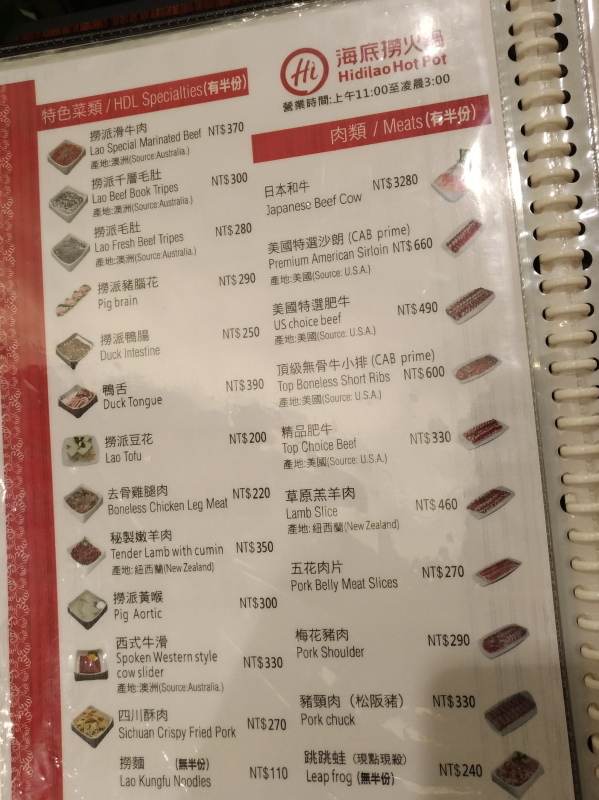 Hi
海底撈火鍋
Hidilao Hot Pot
營業時間:上午11:00至凌晨3:00
特色菜類 / HDL Specialties(有半份)
撈派滑牛肉
Lao Special Marinated Beef NT$370
產地:澳洲(Source:Australia.)
撈派千層毛肚
Lao Beef Book Tripes NT$300
產地:澳洲(Source:Australia.)
撈派毛肚
Lao Fresh Beef Tripes NT$280
產地:澳洲(Source:Australia.)
撈派豬腦花 NT$290
Pig brain
撈派鴨腸 NT$250
Duck Intestine
鴨舌 NT$390
Duck Tongue
撈派豆花 NT$200
Lao Tofu
去骨雞腿肉 NT$220
Boneless Chicken Leg Meat
秘製嫩羊肉
Tender Lamb with cumin NT$350
產地:紐西蘭(New Zealand)
撈派黃喉 NT$300
Pig Aortic
西式牛滑
Spoken Western style
cow slider NT$330
產地:澳洲(Source:Australia.)
四川酥肉
Sichuan Crispy Fried Pork NT$270
撈麵 (無半份)
Lao Kungfu Noodles NT$110
肉類 / Meats(有半份)
日本和牛 NT$3280
Japanese Beef Cow
美國特選沙朗 (CAB prime)
Premium American Sirloin NT$660
產地:美國(Source: U.S.A.)
美國特選肥牛 NT$490
US choice beef
產地:美國(Source: U.S.A.)
頂級無骨牛小排 (CAB prime)
Top Boneless Short Ribs NT$600
產地:美國(Source: U.S.A.)
精品肥牛 NT$330
Top Choice Beef
產地:美國(Source: U.S.A.)
草原羔羊肉 NT$460
Lamb Slice
產地:紐西蘭(New Zealand)
五花肉片 NT$270
Pork Belly Meat Slices
梅花豬肉 NT$290
Pork Shoulder
豬頸肉（松阪豬） NT$330
Pork chuck
跳跳蛙（現點現殺） NT$240
Leap frog (無半份)